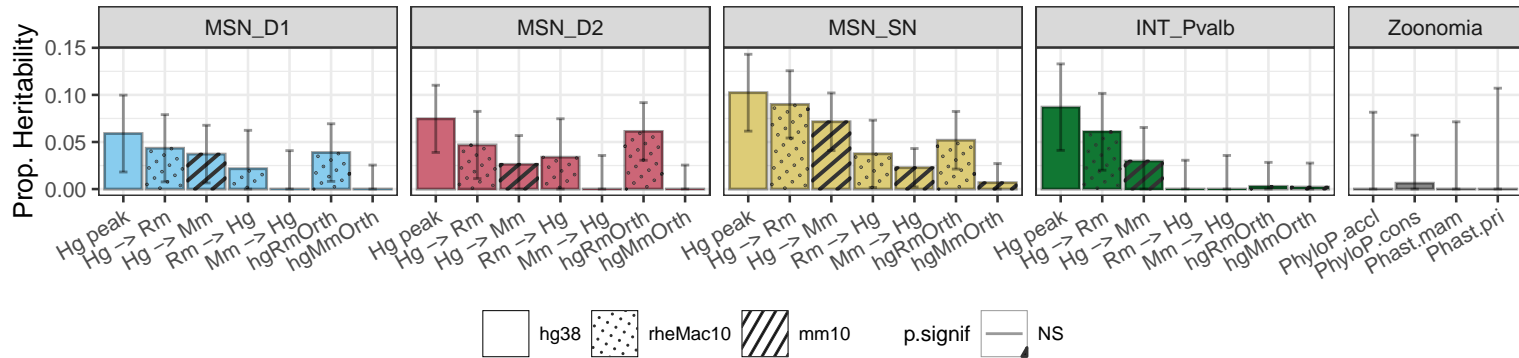 MSN_D1 MSN_D2 MSN_SN INT_Pvalb Zoonomia
Prop. Heritability
0.15
0.10
0.05
0.00
Hg peak Hg −> Rm Hg −> Mm Rm −> Hg Mm −> Hg hgRmOrth hgMmOrth Hg peak Hg −> Rm Hg −> Mm Rm −> Hg Mm −> Hg hgRmOrth hgMmOrth Hg peak Hg −> Rm Hg −> Mm Rm −> Hg Mm −> Hg hgRmOrth hgMmOrth Hg peak Hg −> Rm Hg −> Mm Rm −> Hg Mm −> Hg hgRmOrth hgMmOrth PhyloP.accl PhyloP.cons Phast.mam Phast.pri
hg38 rheMac10 mm10 p.signif NS